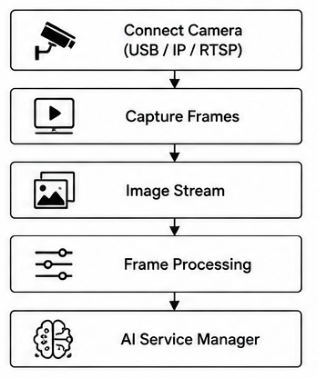 Connect Camera
(USB / IP / RTSP)
Capture Frames
Image Stream
Frame Processing
AI Service Manager